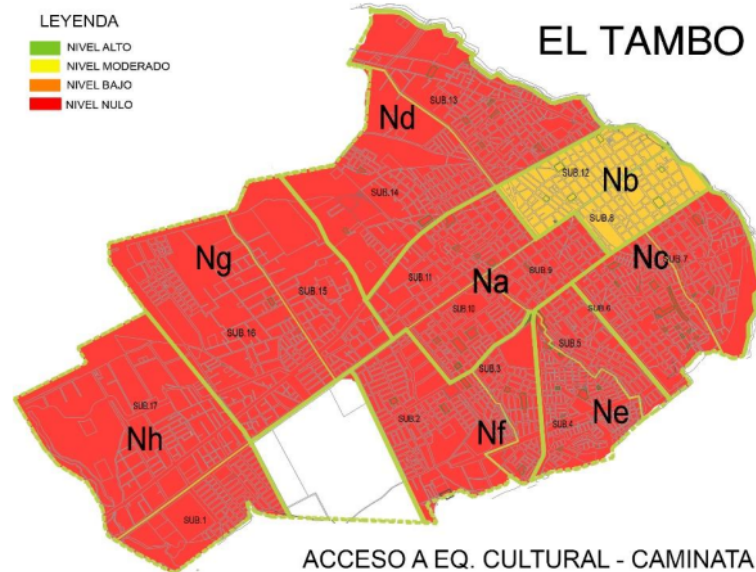 LEYENDA
NIVEL ALTO
NIVEL MODERADO
NIVEL BAJO
NIVEL NULO
EL TAMBO
SUB.13
Nd
SUB.12
Nb
SUB.14
SUB.8
Ng
Nc
SUB.7
SUB.11
Na
SUB.9
SUB.15
SUB.10
SUB.6
SUB.16
SUB.5
SUB.3
SUB.17
SUB.2
Ne
Nh
Nf
SUB.4
SUB.1
ACCESO A EQ. CULTURAL - CAMINATA